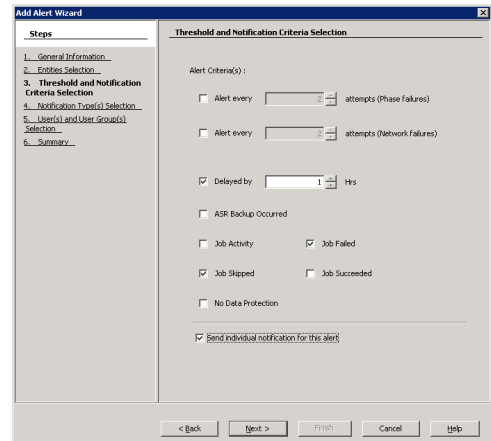 Add Alert Wizard
Steps
1. General Information
2. Entities Selection
3. Threshold and Notification
Criteria Selection
4. Notification Type(s) Selection
5. User(s) and User Group(s)
Selection
6. Summary
Threshold and Notification Criteria Selection
Alert Criteria(s) :
Alert every 2 attempts (Phase failures)
Alert every 2 attempts (Network failures)
Delayed by 1 Hrs
ASR Backup Occurred
Job Activity Job Failed
Job Skipped Job Succeeded
No Data Protection
Send individual notification for this alert
< Back Next > Finish Cancel Help